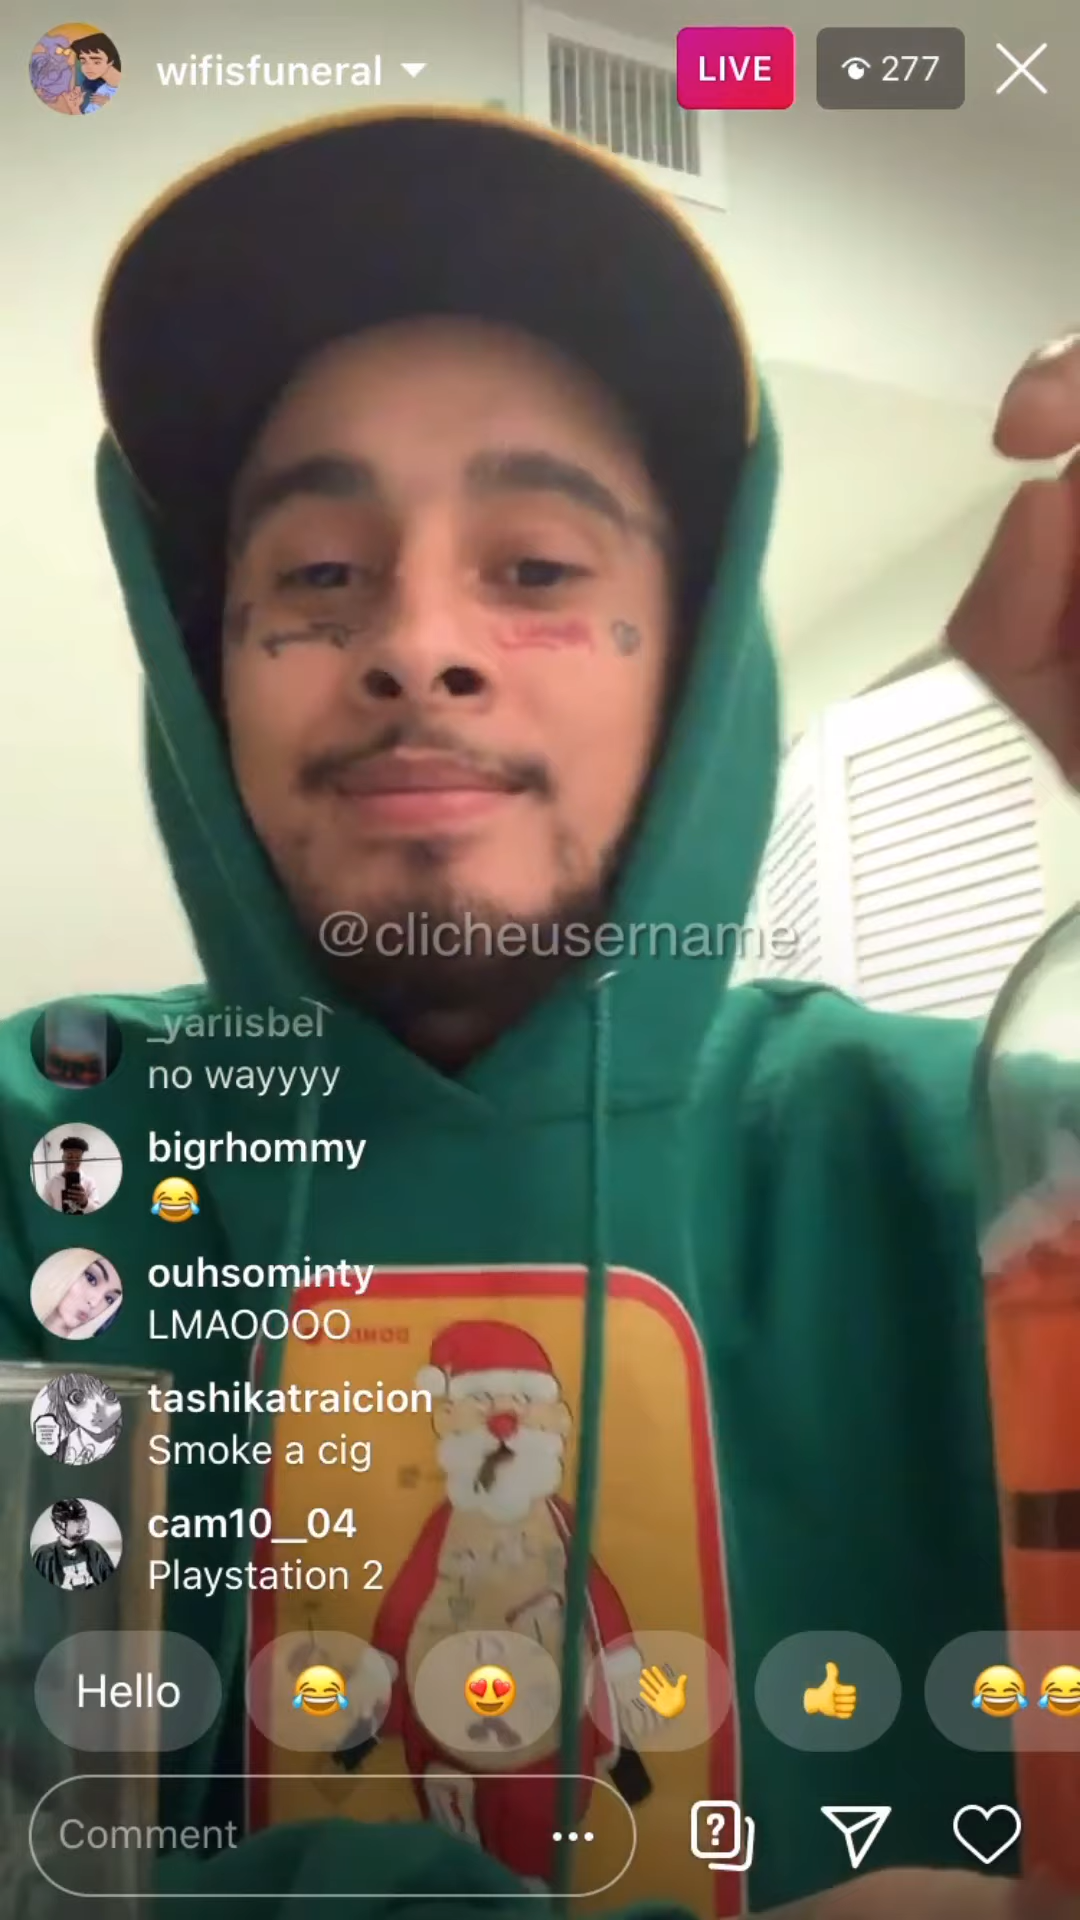 wifisfuneral
LIVE
277
@clicheusername
_yariisbel
no wayyyy
bigrhommy
😂
ouhsominty
LMAOOOO
tashikatraicion
Smoke a cig
cam10__04
Playstation 2
Hello
Comment